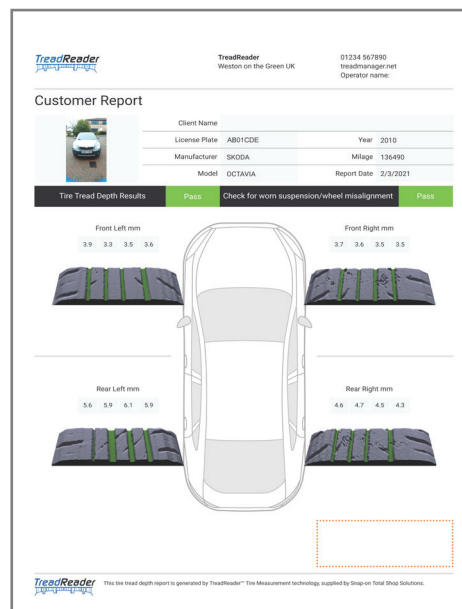 TreadReader
TreadReader
Weston on the Green UK
01234 567890
treadmanager.net
Operator name:
Customer Report
Client Name
License Plate AB01CDE Year 2010
Manufacturer SKODA Milage 136490
Model OCTAVIA Report Date 2/3/2021
Tire Tread Depth Results Pass Check for worn suspension/wheel misalignment Pass
Front Left mm
3.9 3.3 3.5 3.6
Front Right mm
3.7 3.6 3.5 3.5
Rear Left mm
5.6 5.9 6.1 5.9
Rear Right mm
4.6 4.7 4.5 4.3
TreadReader
This tire tread depth report is generated by TreadReader™ Tire Measurement technology, supplied by Snap-on Total Shop Solutions.